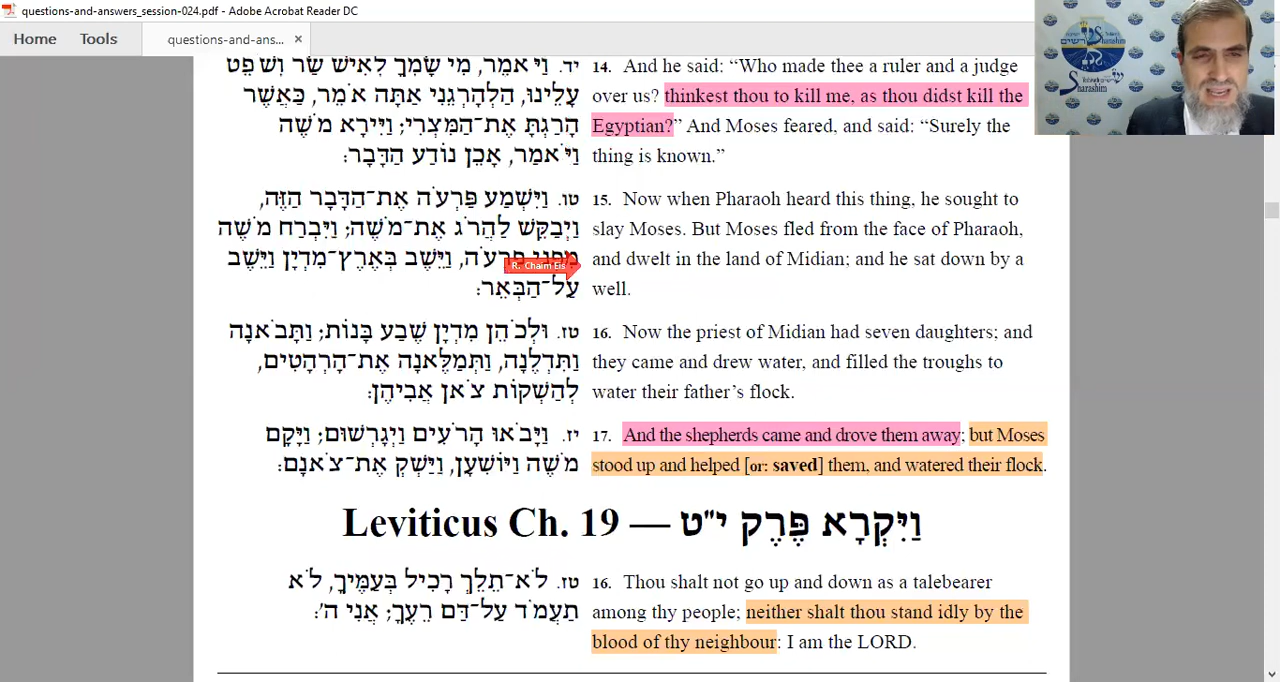 questions-and-answers_session-024.pdf - Adobe Acrobat Reader DC
Home Tools questions-and-ans... ×
Sharashim
שרשים
יד. וַיֹּאמֶר, מִי שָׂמְךָ לְאִישׁ שַׂר וְשֹׁפֵט
עָלֵינוּ, הַלְהָרְגֵנִי אַתָּה אֹמֵר, כַּאֲשֶׁר
הָרַגְתָּ אֶת־הַמִּצְרִי; וַיִּירָא מֹשֶׁה
וַיֹּאמַר, אָכֵן נוֹדַע הַדָּבָר׃
14. And he said: “Who made thee a ruler and a judge
over us? thinkest thou to kill me, as thou didst kill the
Egyptian?” And Moses feared, and said: “Surely the
thing is known.”
טו. וַיִּשְׁמַע פַּרְעֹה אֶת־הַדָּבָר הַזֶּה,
וַיְבַקֵּשׁ לַהֲרֹג אֶת־מֹשֶׁה; וַיִּבְרַח מֹשֶׁה
מִפְּנֵי פַרְעֹה, וַיֵּשֶׁב בְּאֶרֶץ־מִדְיָן וַיֵּשֶׁב
עַל־הַבְּאֵר׃
R. Chaim Eis
15. Now when Pharaoh heard this thing, he sought to
slay Moses. But Moses fled from the face of Pharaoh,
and dwelt in the land of Midian; and he sat down by a
well.
טז. וּלְכֹהֵן מִדְיָן שֶׁבַע בָּנוֹת; וַתָּבֹאנָה
וַתִּדְלֶנָה, וַתְּמַלֶּאנָה אֶת־הָרְהָטִים,
לְהַשְׁקוֹת צֹאן אֲבִיהֶן׃
16. Now the priest of Midian had seven daughters; and
they came and drew water, and filled the troughs to
water their father’s flock.
יז. וַיָּבֹאוּ הָרֹעִים וַיְגָרְשׁוּם; וַיָּקָם
מֹשֶׁה וַיּוֹשִׁעָן, וַיַּשְׁקְ אֶת־צֹאנָם׃
17. And the shepherds came and drove them away; but Moses
stood up and helped [or: saved] them, and watered their flock.
Leviticus Ch. 19 — וַיִּקְרָא פֶּרֶק י"ט
טז. לֹא־תֵלֵךְ רָכִיל בְּעַמֶּיךָ, לֹא
תַעֲמֹד עַל־דַּם רֵעֶךָ; אֲנִי ה'׃
16. Thou shalt not go up and down as a talebearer
among thy people; neither shalt thou stand idly by the
blood of thy neighbour: I am the LORD.